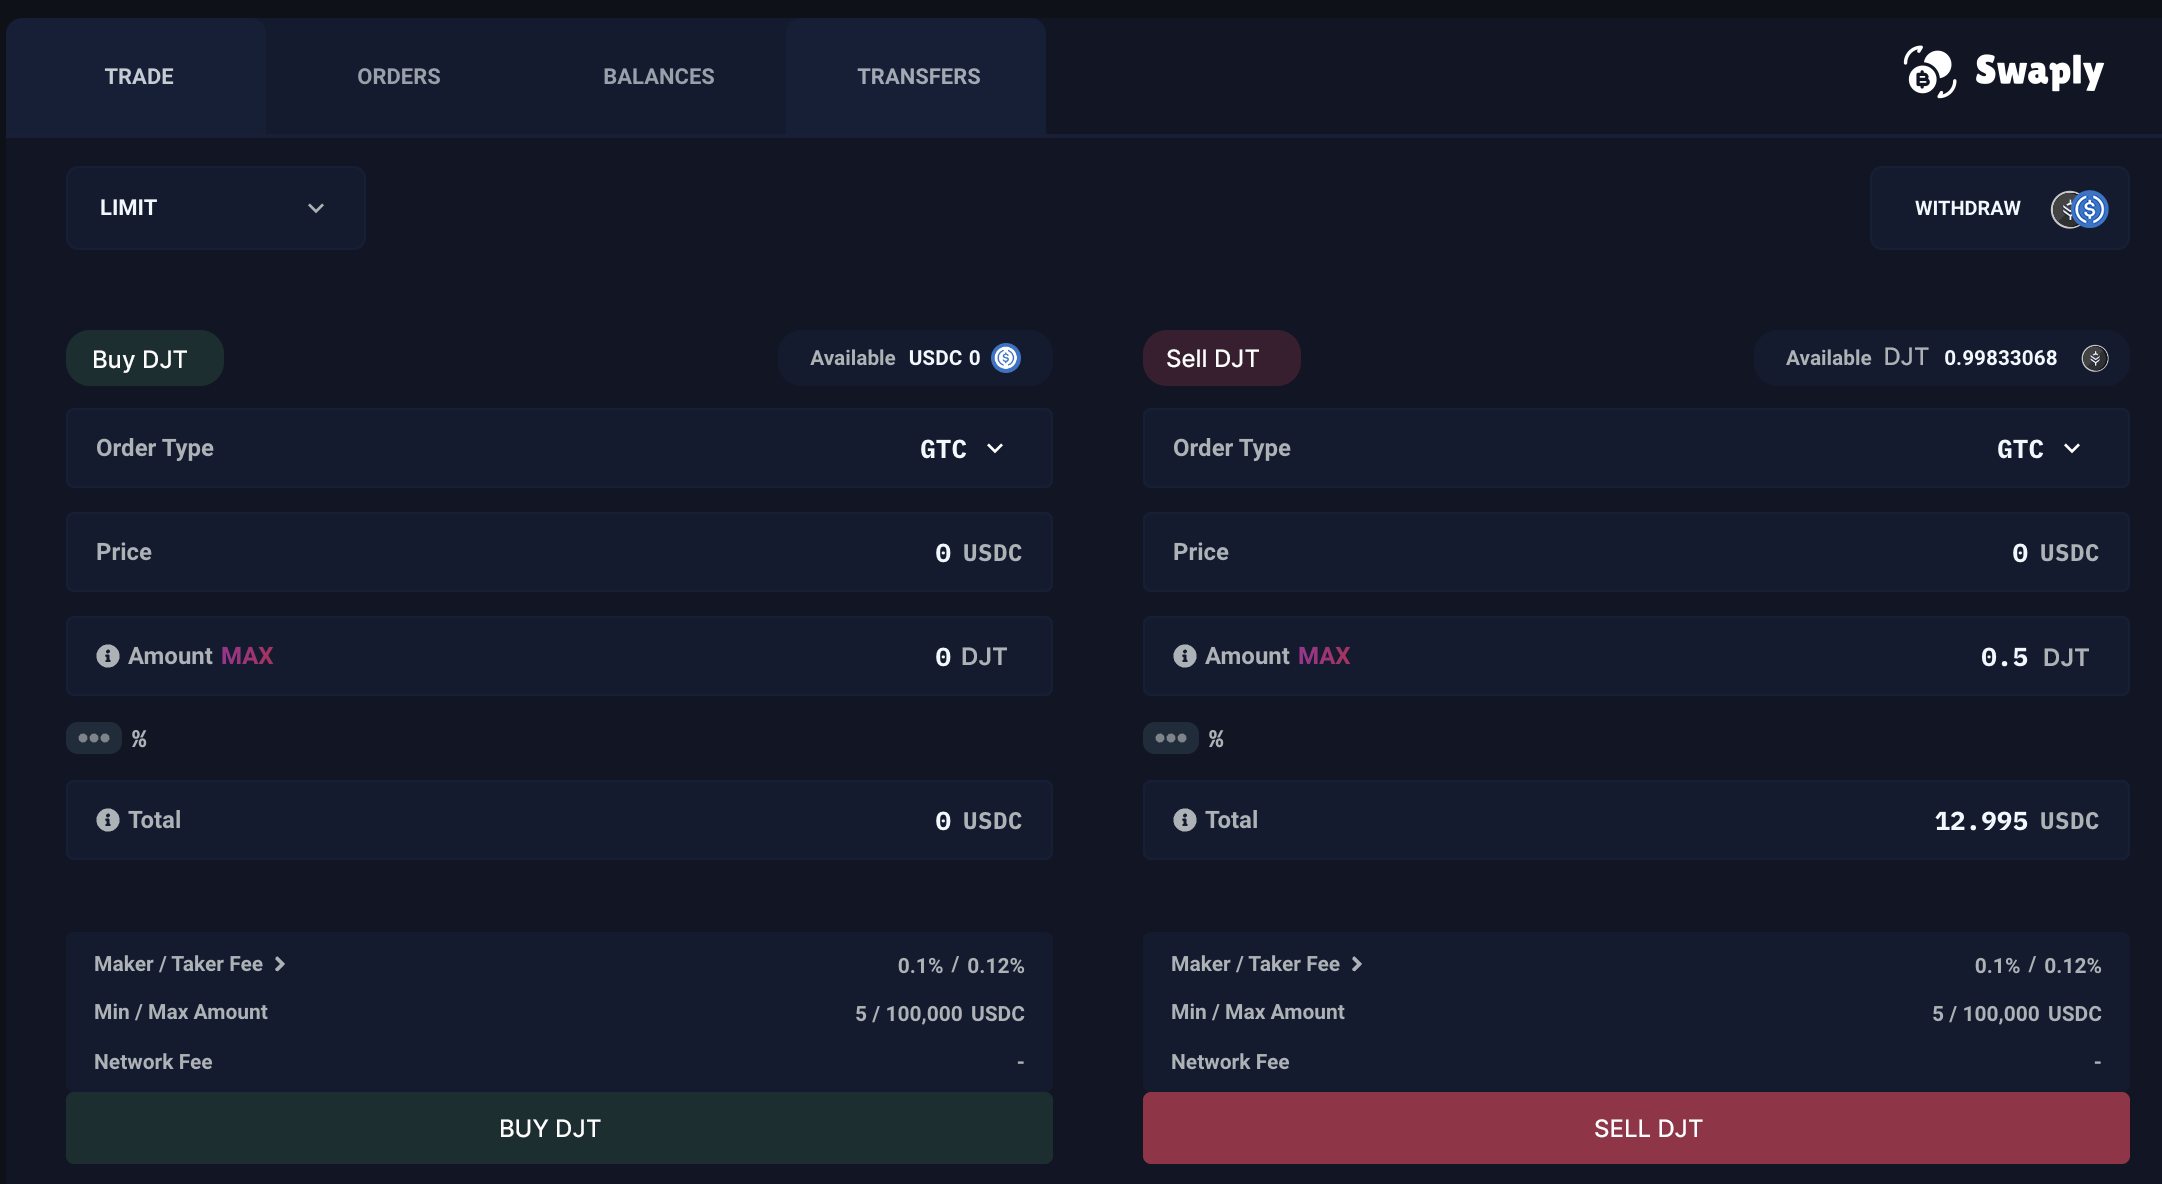 TRADE ORDERS BALANCES TRANSFERS Swaply
LIMIT WITHDRAW
Buy DJT Available USDC 0
Order Type GTC
Price 0 USDC
Amount MAX 0 DJT
%
Total 0 USDC
Maker / Taker Fee 0.1% / 0.12%
Min / Max Amount 5 / 100,000 USDC
Network Fee -
BUY DJT
Sell DJT Available DJT 0.99833068
Order Type GTC
Price 0 USDC
Amount MAX 0.5 DJT
%
Total 12.995 USDC
Maker / Taker Fee 0.1% / 0.12%
Min / Max Amount 5 / 100,000 USDC
Network Fee -
SELL DJT